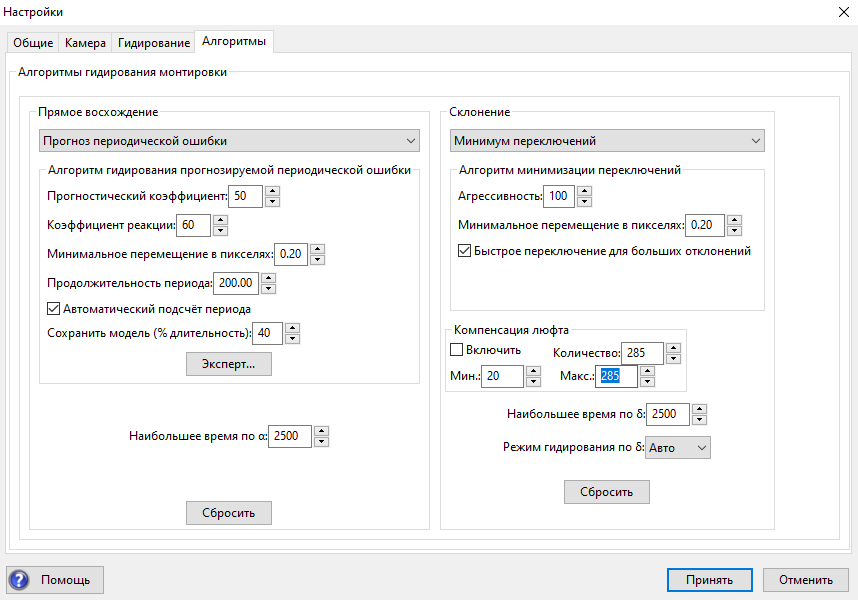 Настройки
Общие Камера Гидирование Алгоритмы
Алгоритмы гидирования монтировки
Прямое восхождение
Прогноз периодической ошибки
Алгоритм гидирования прогнозируемой периодической ошибки
Прогностический коэффициент: 50
Коэффициент реакции: 60
Минимальное перемещение в пикселях: 0.20
Продолжительность периода: 200.00
Автоматический подсчёт периода
Сохранить модель (% длительность): 40
Эксперт...
Наибольшее время по α: 2500
Сбросить
Склонение
Минимум переключений
Алгоритм минимизации переключений
Агрессивность: 100
Минимальное перемещение в пикселях: 0.20
Быстрое переключение для больших отклонений
Компенсация люфта
Включить Количество: 285
Мин.: 20 Макс.: 285
Наибольшее время по δ: 2500
Режим гидирования по δ: Авто
Сбросить
? Помощь Принять Отменить